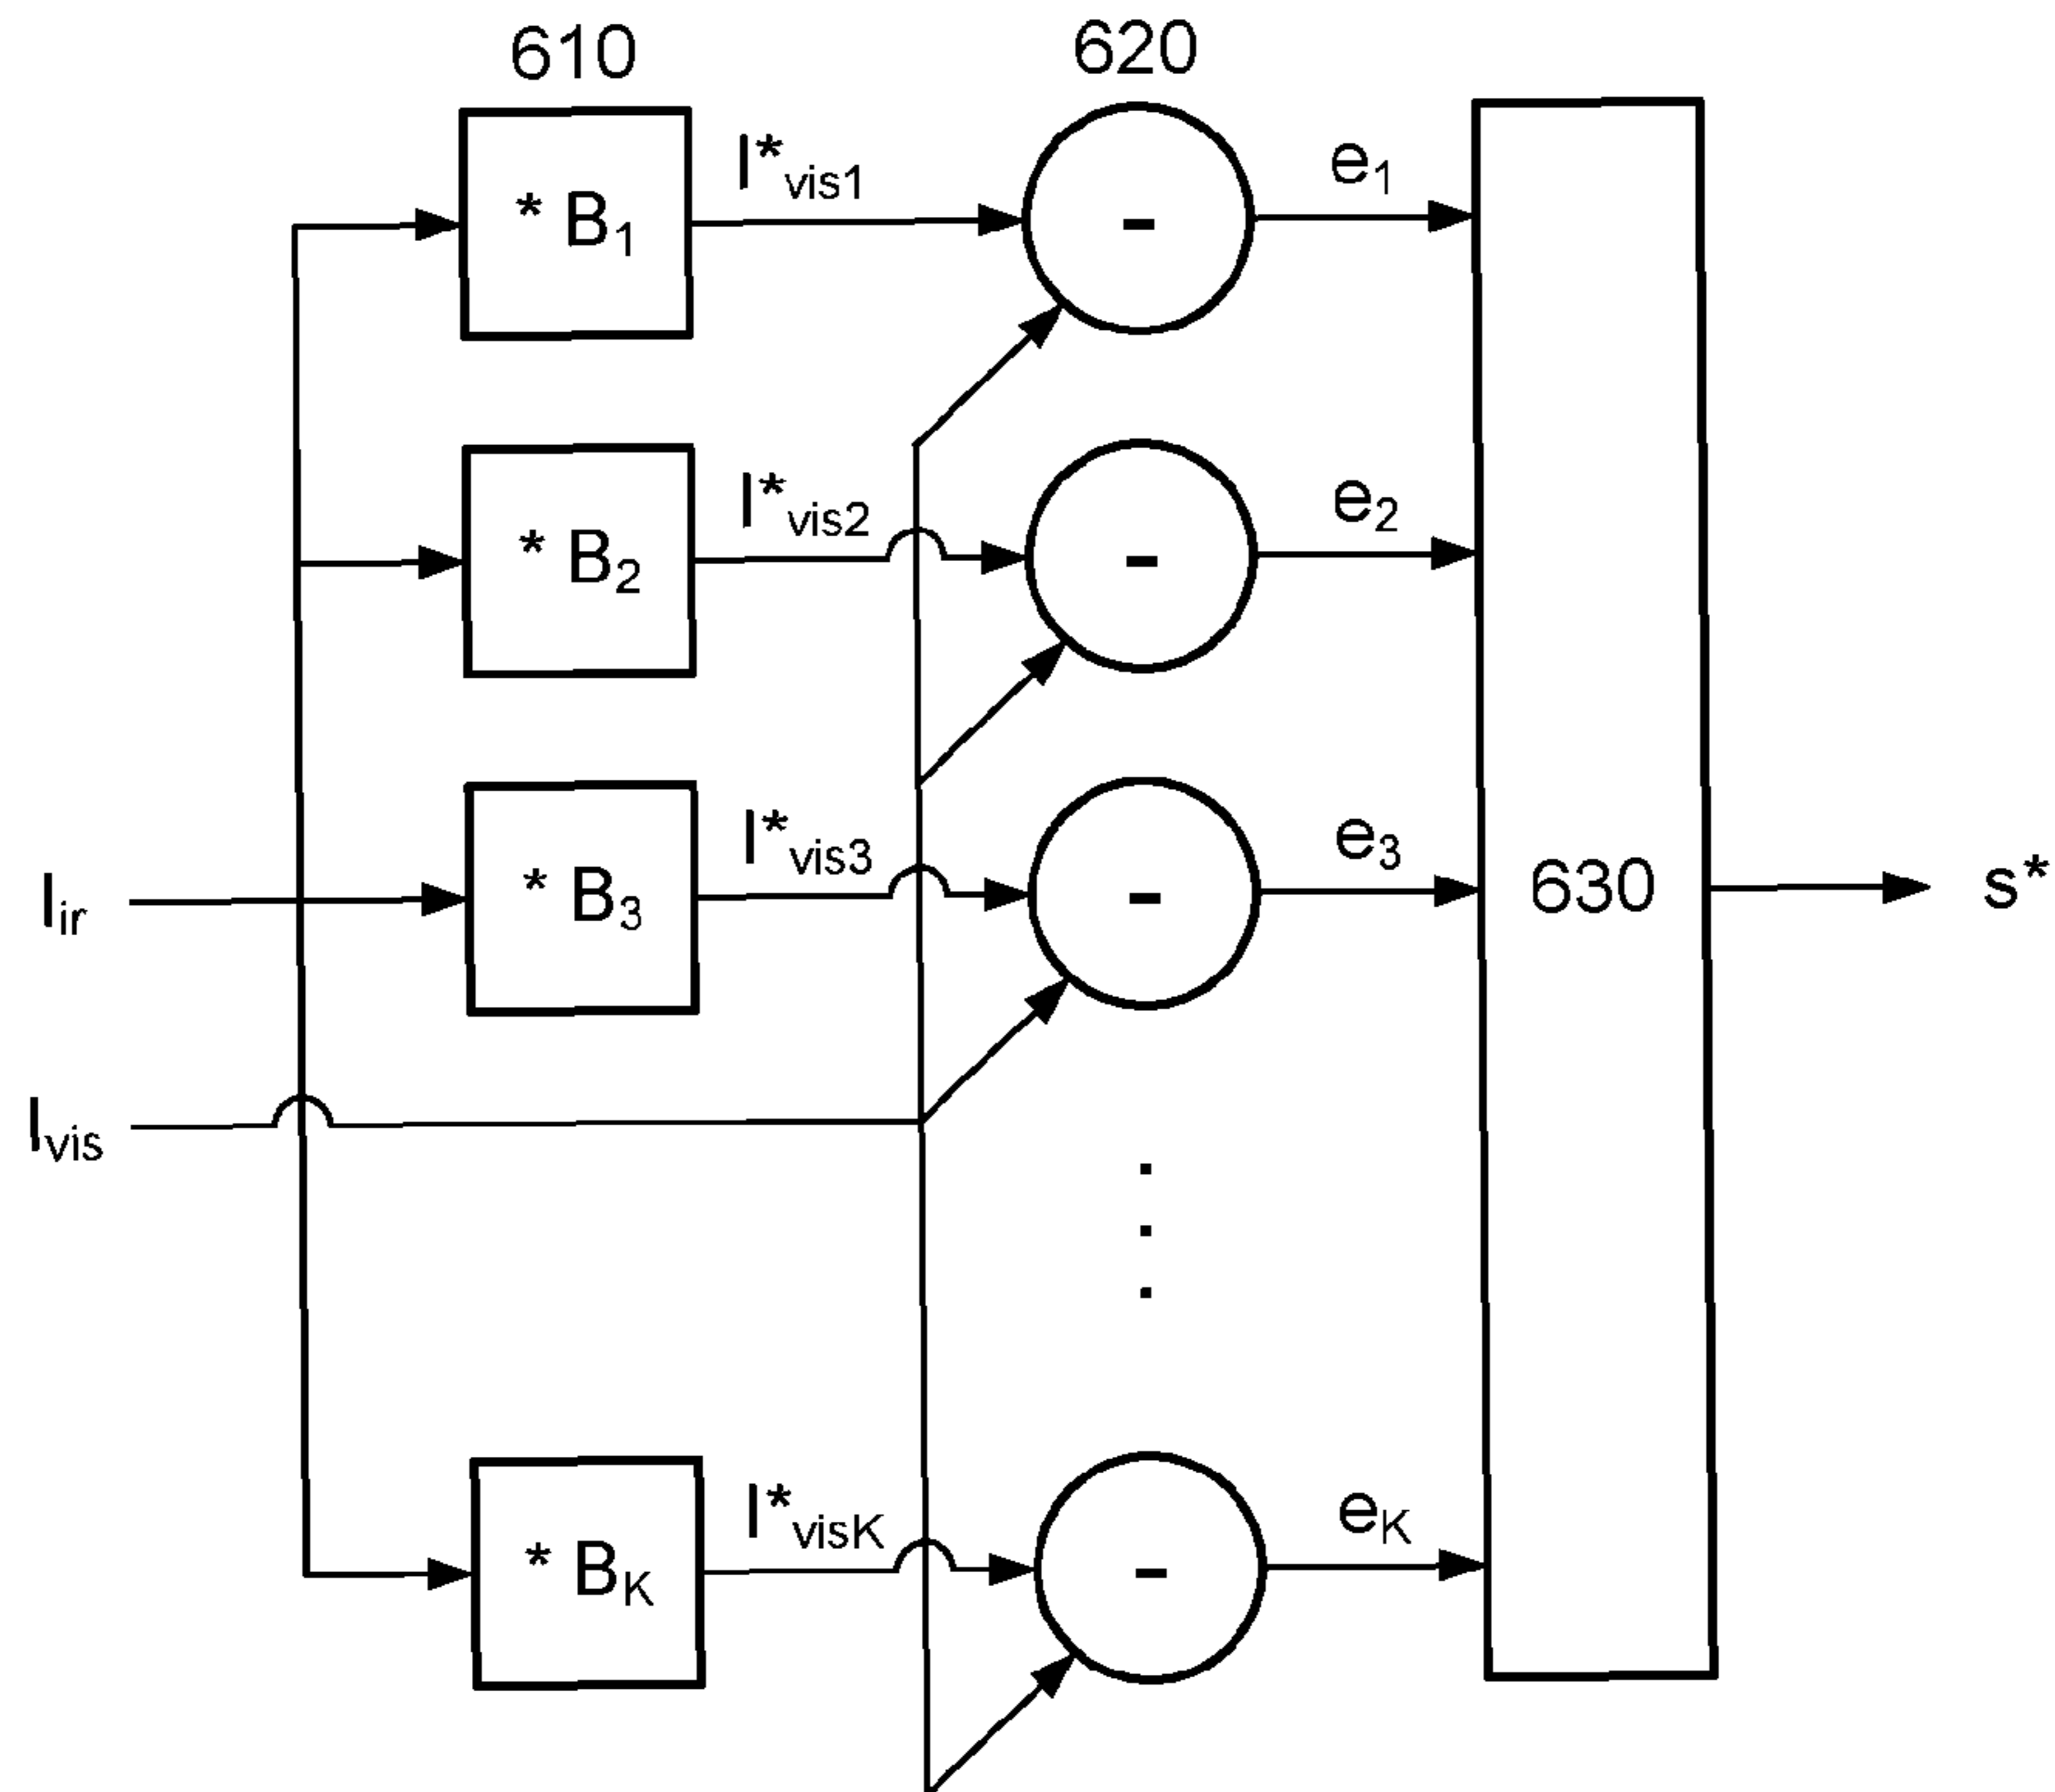 610 620
* B1 I*vis1 - e1
* B2 I*vis2 - e2
Iir * B3 I*vis3 - e3 630 s*
Ivis
* BK I*visK - eK